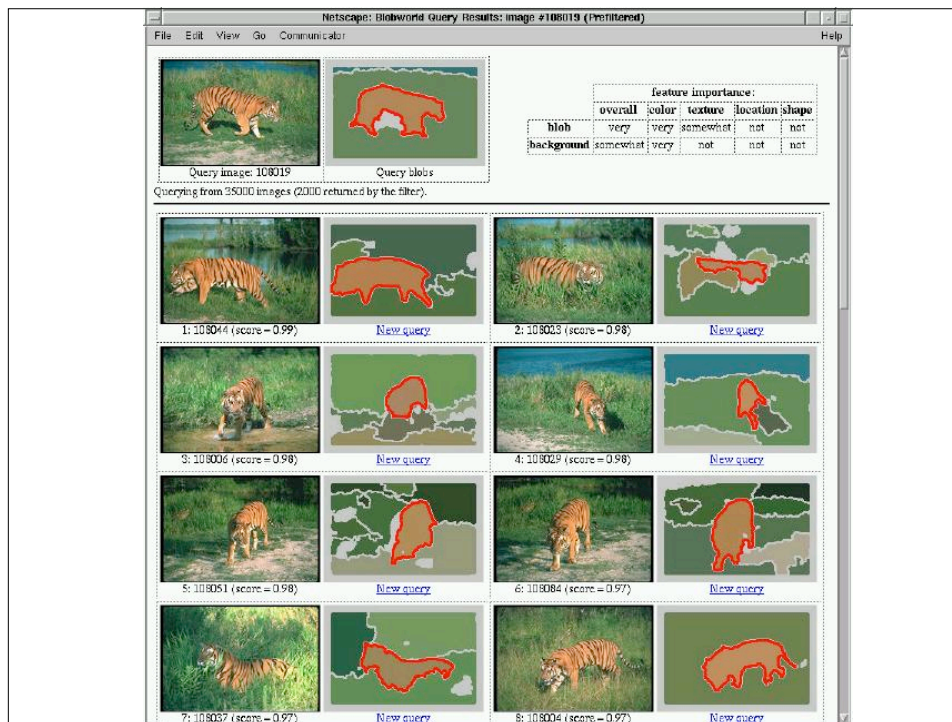 Netscape: Blobworld Query Results: image #108019 (Prefiltered)
File Edit View Go Communicator Help
feature importance:
overall color texture location shape
blob very very somewhat not not
background somewhat very not not not
Query image: 108019 Query blobs
Querying from 35000 images (2000 returned by the filter).
1: 108044 (score = 0.99) New query 2: 108023 (score = 0.98) New query
3: 108006 (score = 0.98) New query 4: 108029 (score = 0.98) New query
5: 108051 (score = 0.98) New query 6: 108084 (score = 0.97) New query
7: 108037 (score = 0.97) New query 8: 108004 (score = 0.97) New query